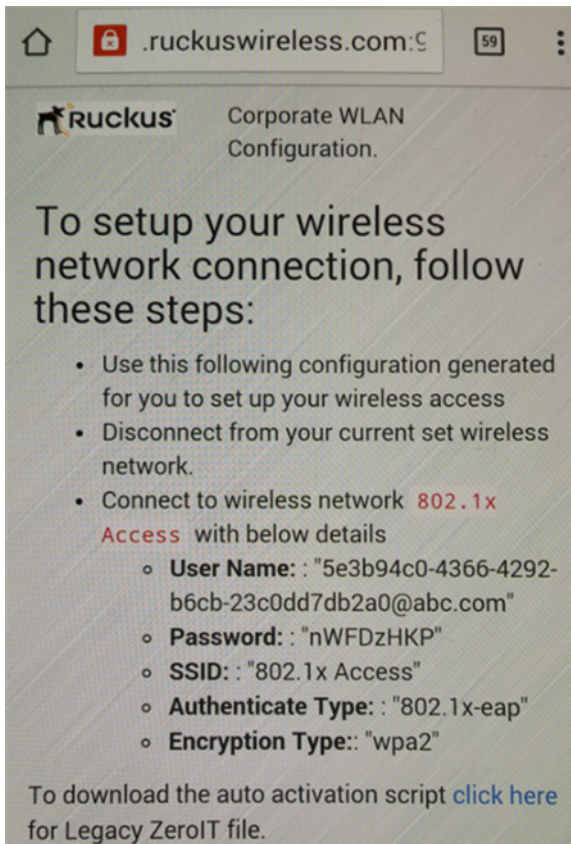 .ruckuswireless.com:9
59
Ruckus
Corporate WLAN
Configuration.
To setup your wireless
network connection, follow
these steps:
• Use this following configuration generated
for you to set up your wireless access
• Disconnect from your current set wireless
network.
• Connect to wireless network 802.1x
Access with below details
◦ User Name: : "5e3b94c0-4366-4292-
b6cb-23c0dd7db2a0@abc.com"
◦ Password: : "nWFDzHKP"
◦ SSID: : "802.1x Access"
◦ Authenticate Type: : "802.1x-eap"
◦ Encryption Type:: "wpa2"
To download the auto activation script click here
for Legacy ZeroIT file.